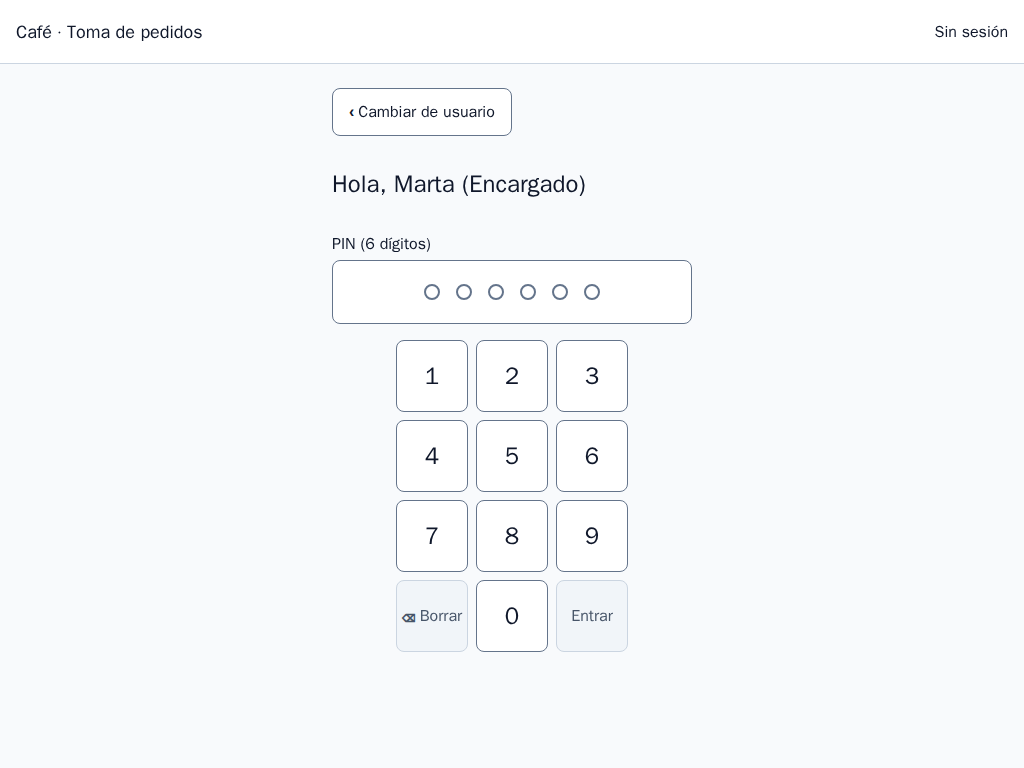 Café · Toma de pedidos
Sin sesión
‹ Cambiar de usuario
Hola, Marta (Encargado)
PIN (6 dígitos)
1 2 3
4 5 6
7 8 9
⌫ Borrar 0 Entrar